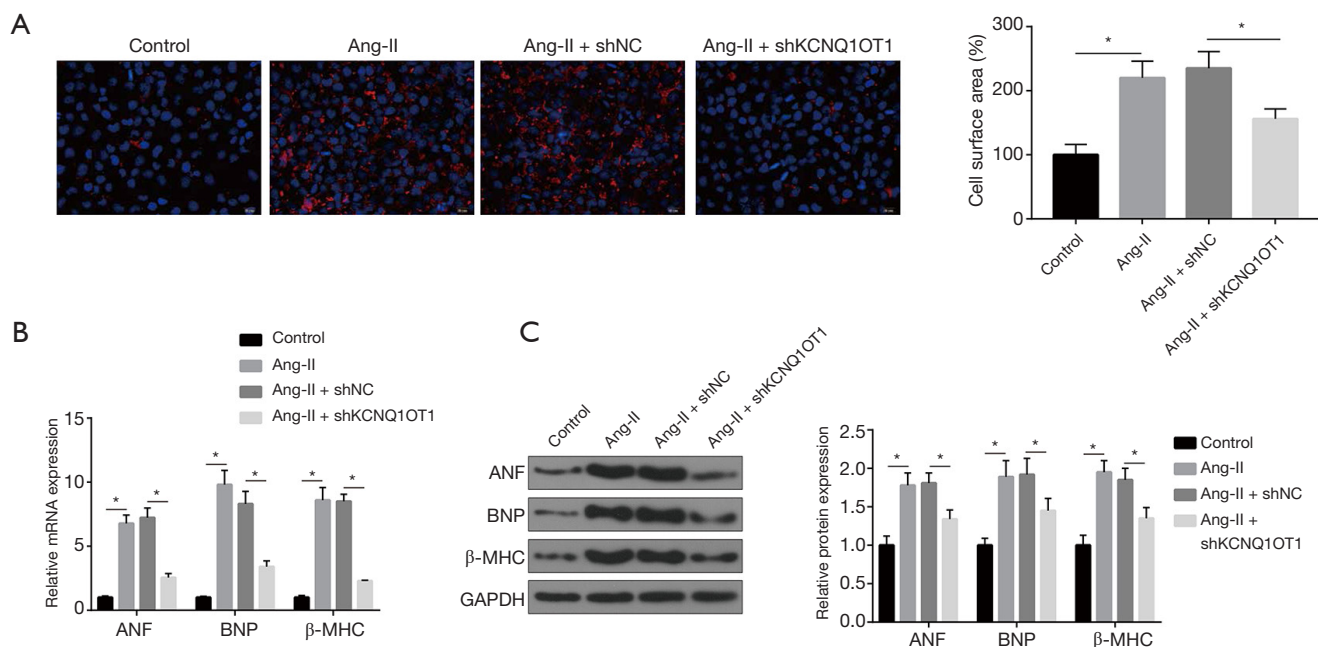 A
Control
Ang-II
Ang-II + shNC
Ang-II + shKCNQ1OT1
Cell surface area (%)
300
200
100
0
*
*
Control
Ang-II
Ang-II + shNC
Ang-II + shKCNQ1OT1
B
Control
Ang-II
Ang-II + shNC
Ang-II + shKCNQ1OT1
Relative mRNA expression
15
10
5
0
*
*
*
*
*
*
ANF
BNP
β-MHC
C
Control
Ang-II
Ang-II + shNC
Ang-II + shKCNQ1OT1
ANF
BNP
β-MHC
GAPDH
Relative protein expression
2.5
2.0
1.5
1.0
0.5
0.0
*
*
*
*
*
*
ANF
BNP
β-MHC
Control
Ang-II
Ang-II + shNC
Ang-II +
shKCNQ1OT1